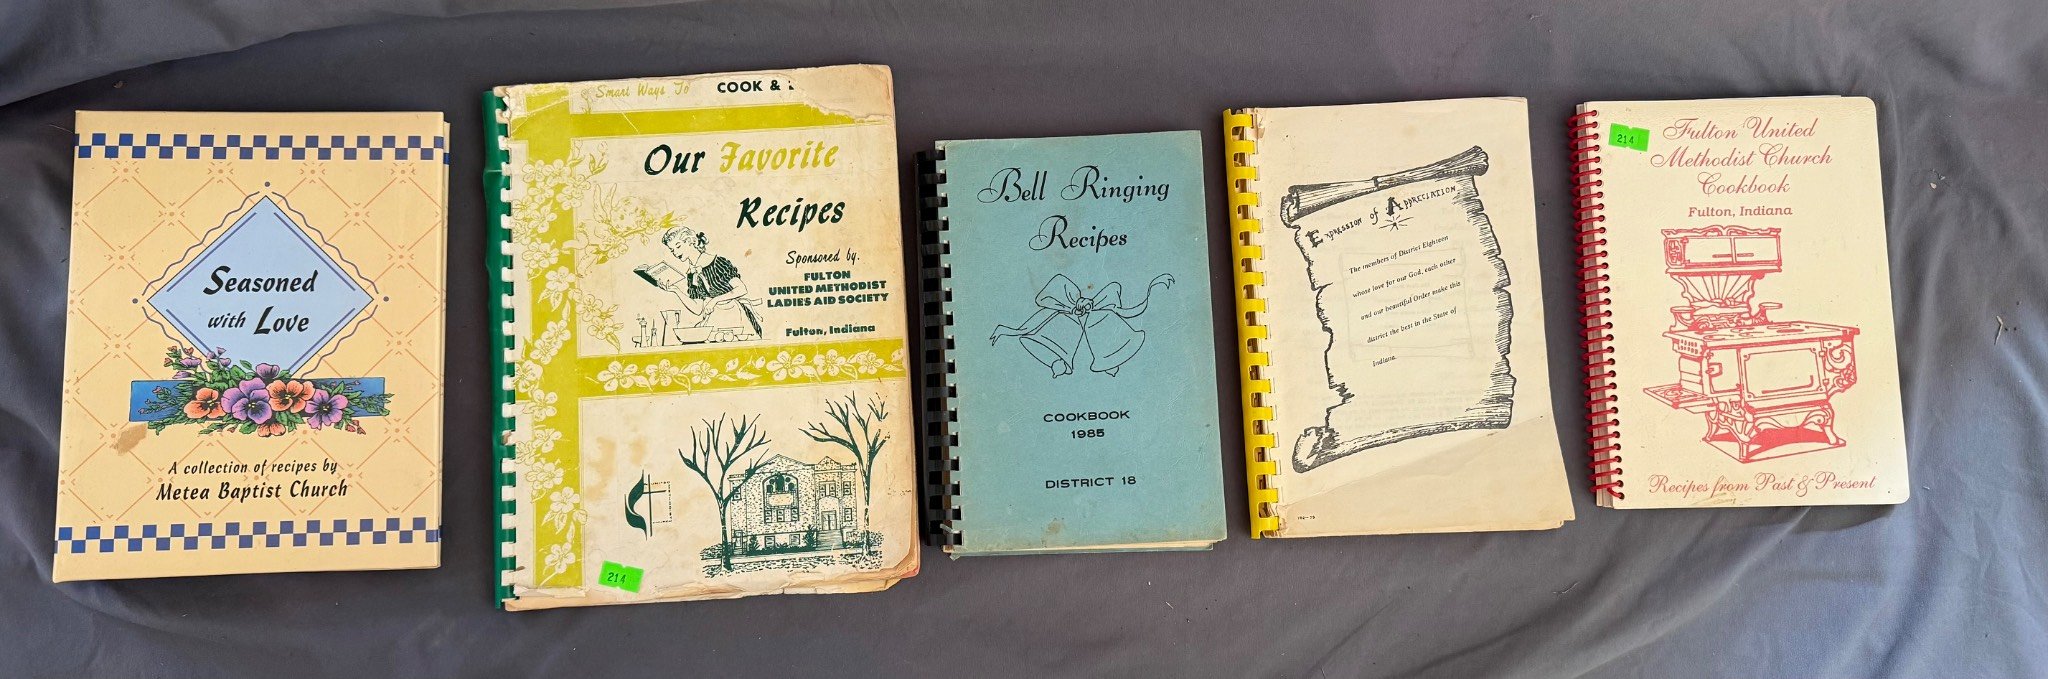 Seasoned
with Love
A collection of recipes by
Metea Baptist Church
Smart Ways To COOK &
Our Favorite
Recipes
Sponsored by:
FULTON
UNITED METHODIST
LADIES AID SOCIETY
Fulton, Indiana
214
Bell Ringing
Recipes
COOKBOOK
1985
DISTRICT 18
EXPRESSION OF APPRECIATION
The members of District Eighteen
whose love for our God, each other
and our beautiful Order make this
district the best in the State of
Indiana.
214
Fulton United
Methodist Church
Cookbook
Fulton, Indiana
Recipes from Past & Present